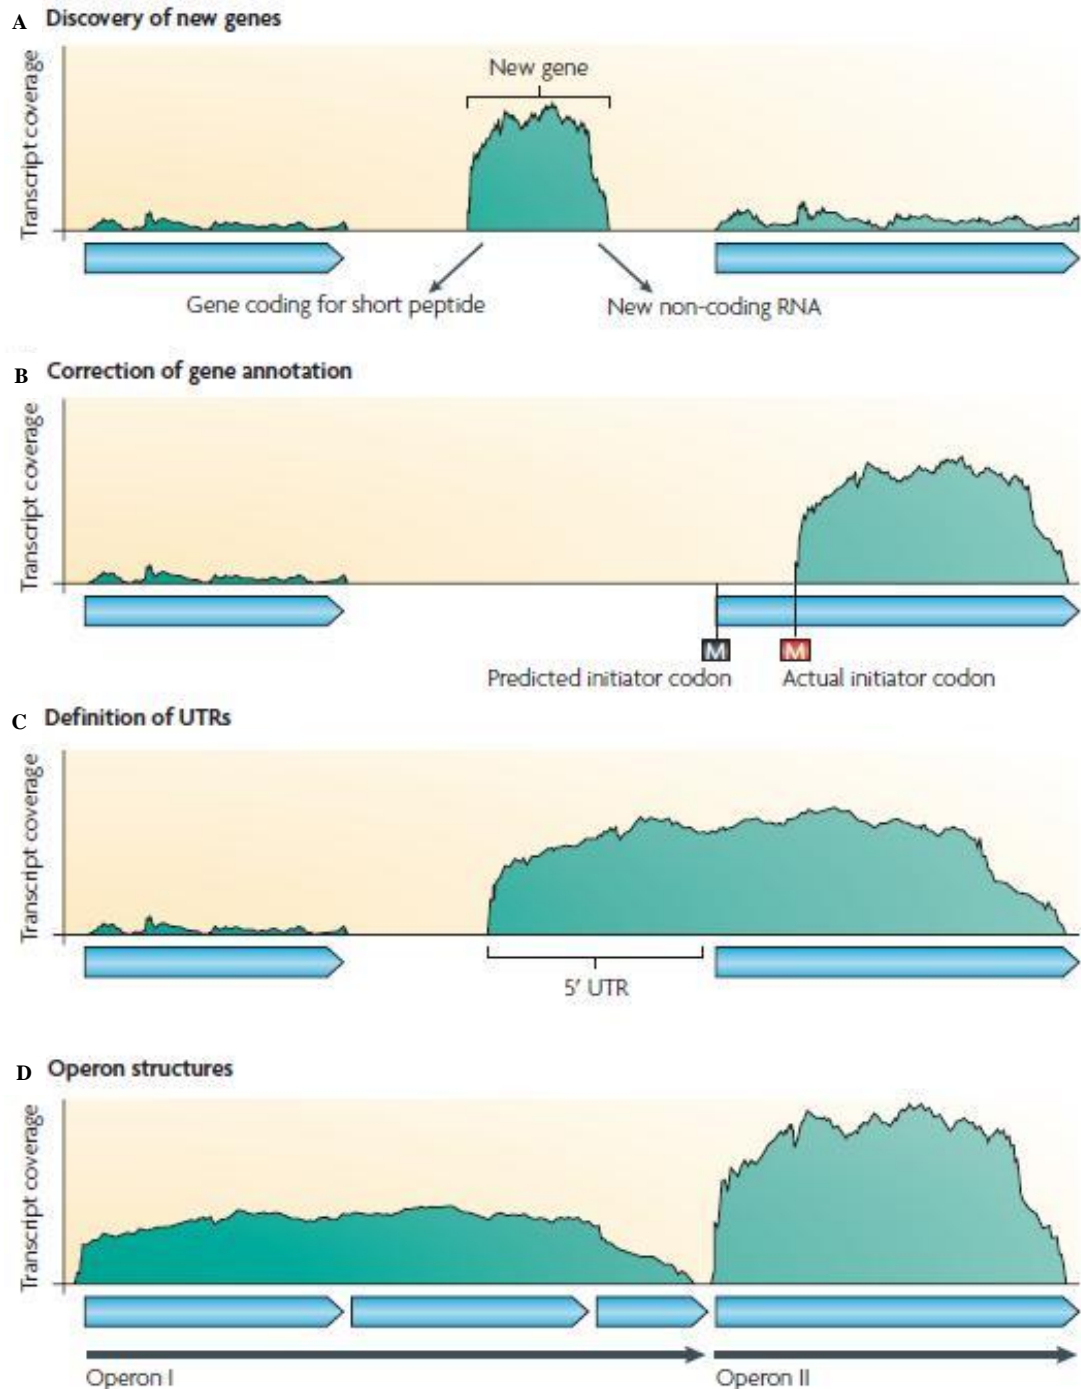 A Discovery of new genes
Transcript coverage
New gene
Gene coding for short peptide
New non-coding RNA
B Correction of gene annotation
Transcript coverage
M M
Predicted initiator codon
Actual initiator codon
C Definition of UTRs
Transcript coverage
5′ UTR
D Operon structures
Transcript coverage
Operon I
Operon II